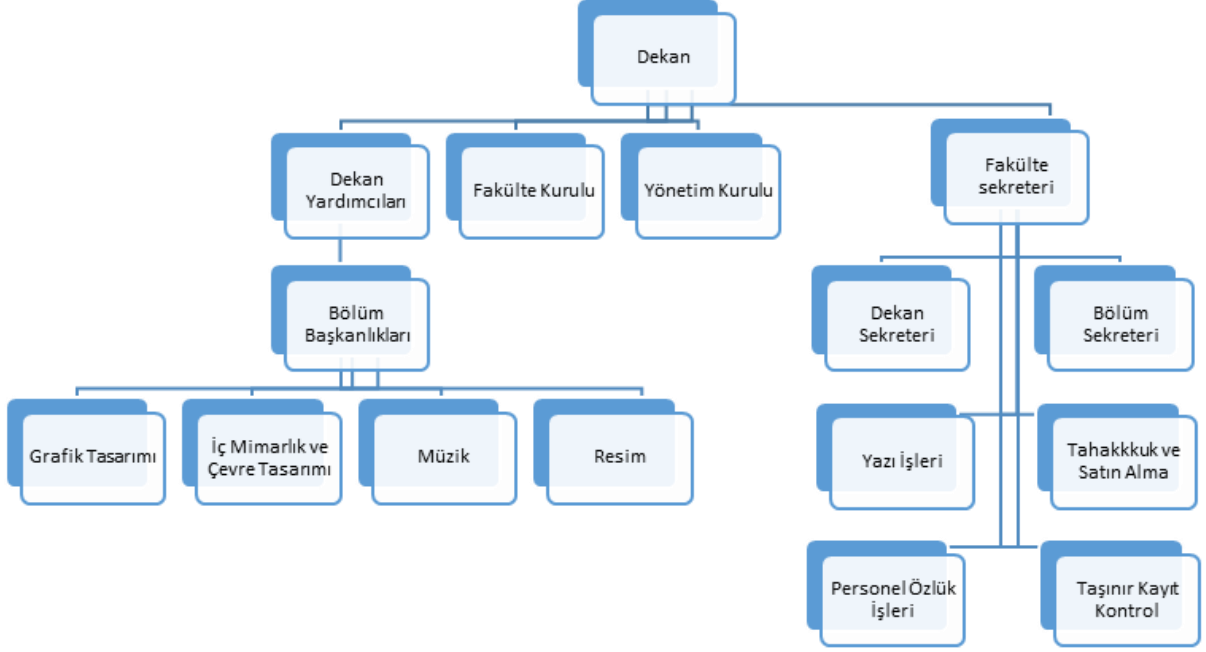 Dekan
Dekan
Yardımcıları
Fakülte Kurulu
Yönetim Kurulu
Fakülte
sekreteri
Bölüm
Başkanlıkları
Dekan
Sekreteri
Bölüm
Sekreteri
Grafik Tasarımı
İç Mimarlık ve
Çevre Tasarımı
Müzik
Resim
Yazı İşleri
Tahakkkuk ve
Satın Alma
Personel Özlük
İşleri
Taşınır Kayıt
Kontrol